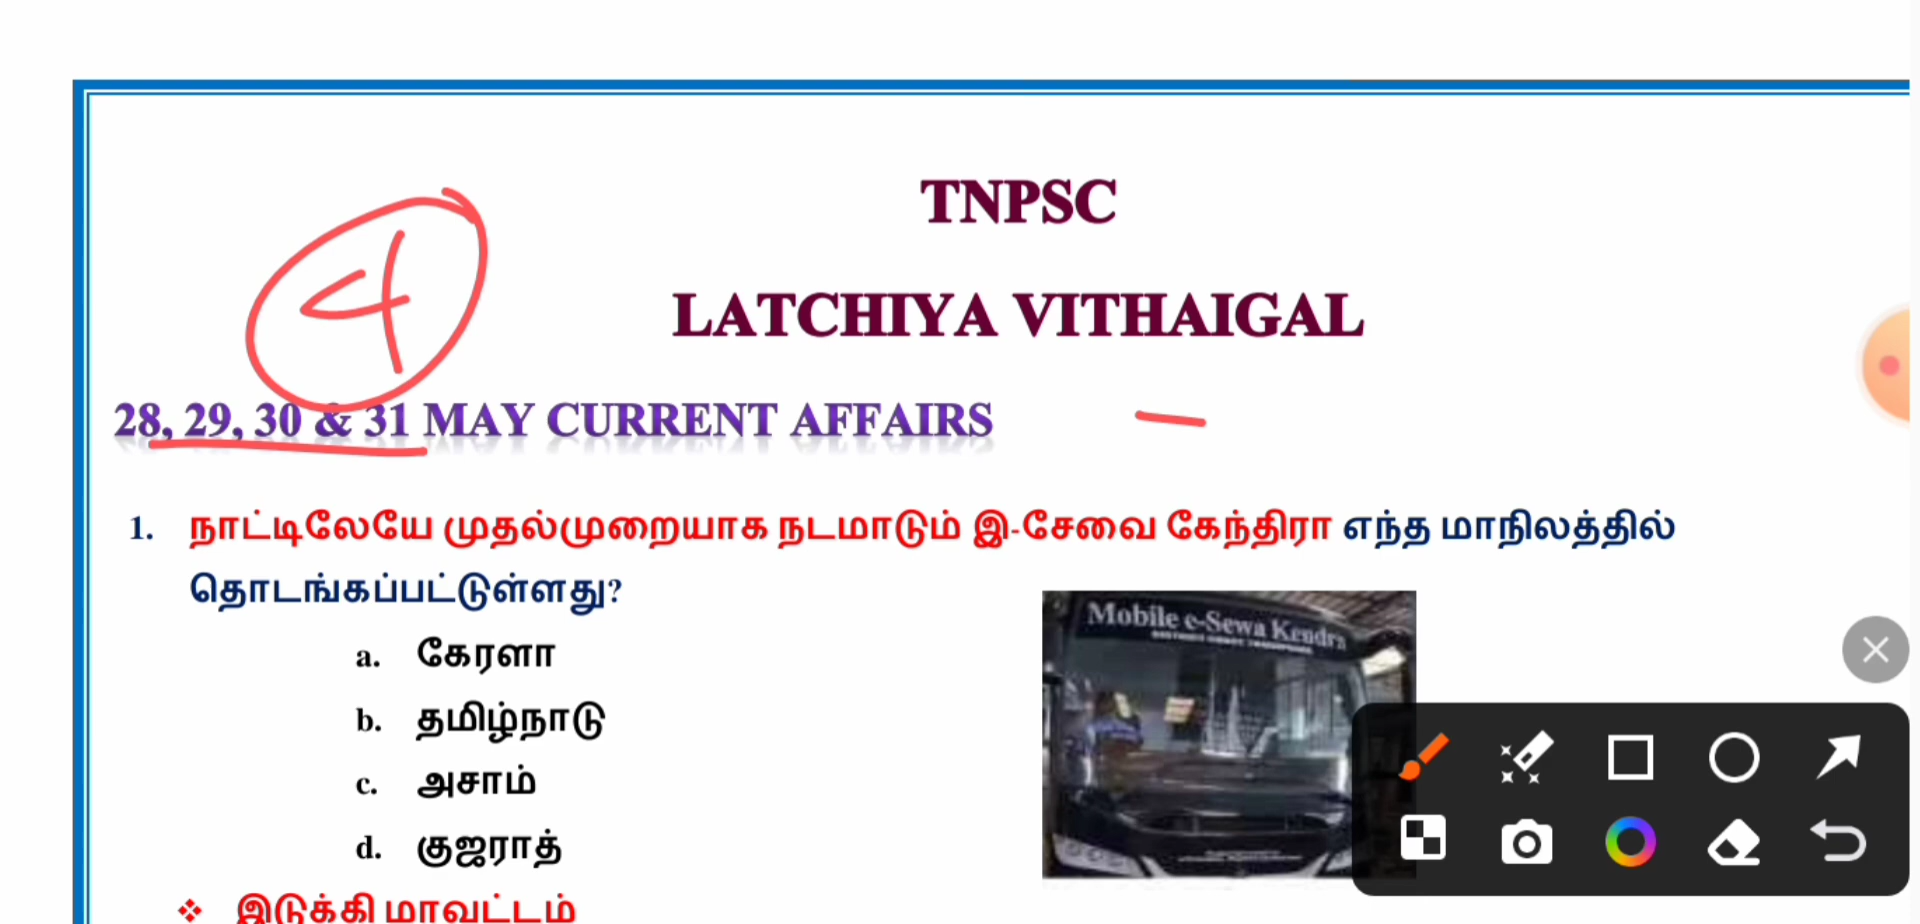 TNPSC
LATCHIYA VITHAIGAL
4
28, 29, 30 & 31 MAY CURRENT AFFAIRS
1. நாட்டிலேயே முதல்முறையாக நடமாடும் இ-சேவை கேந்திரா எந்த மாநிலத்தில்
தொடங்கப்பட்டுள்ளது?
Mobile e-Sewa Kendra
a. கேரளா
b. தமிழ்நாடு
c. அசாம்
d. குஜராத்
❖ இடுக்கி மாவட்டம்